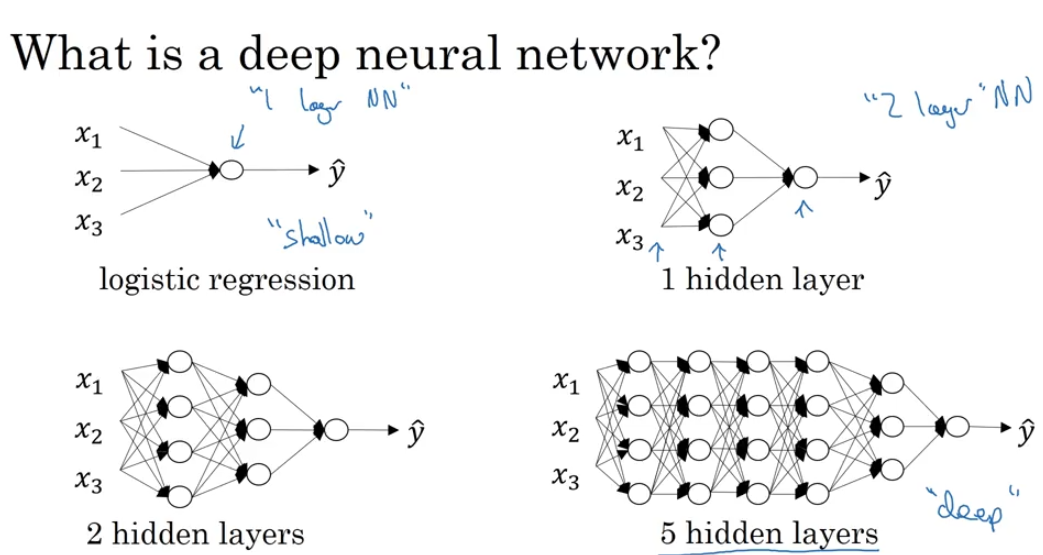 What is a deep neural network?
"1 layer NN"
x₁
x₂
x₃
ŷ
"shallow"
logistic regression
"2 layer" NN
x₁
x₂
x₃
ŷ
1 hidden layer
x₁
x₂
x₃
ŷ
2 hidden layers
x₁
x₂
x₃
ŷ
"deep"
5 hidden layers